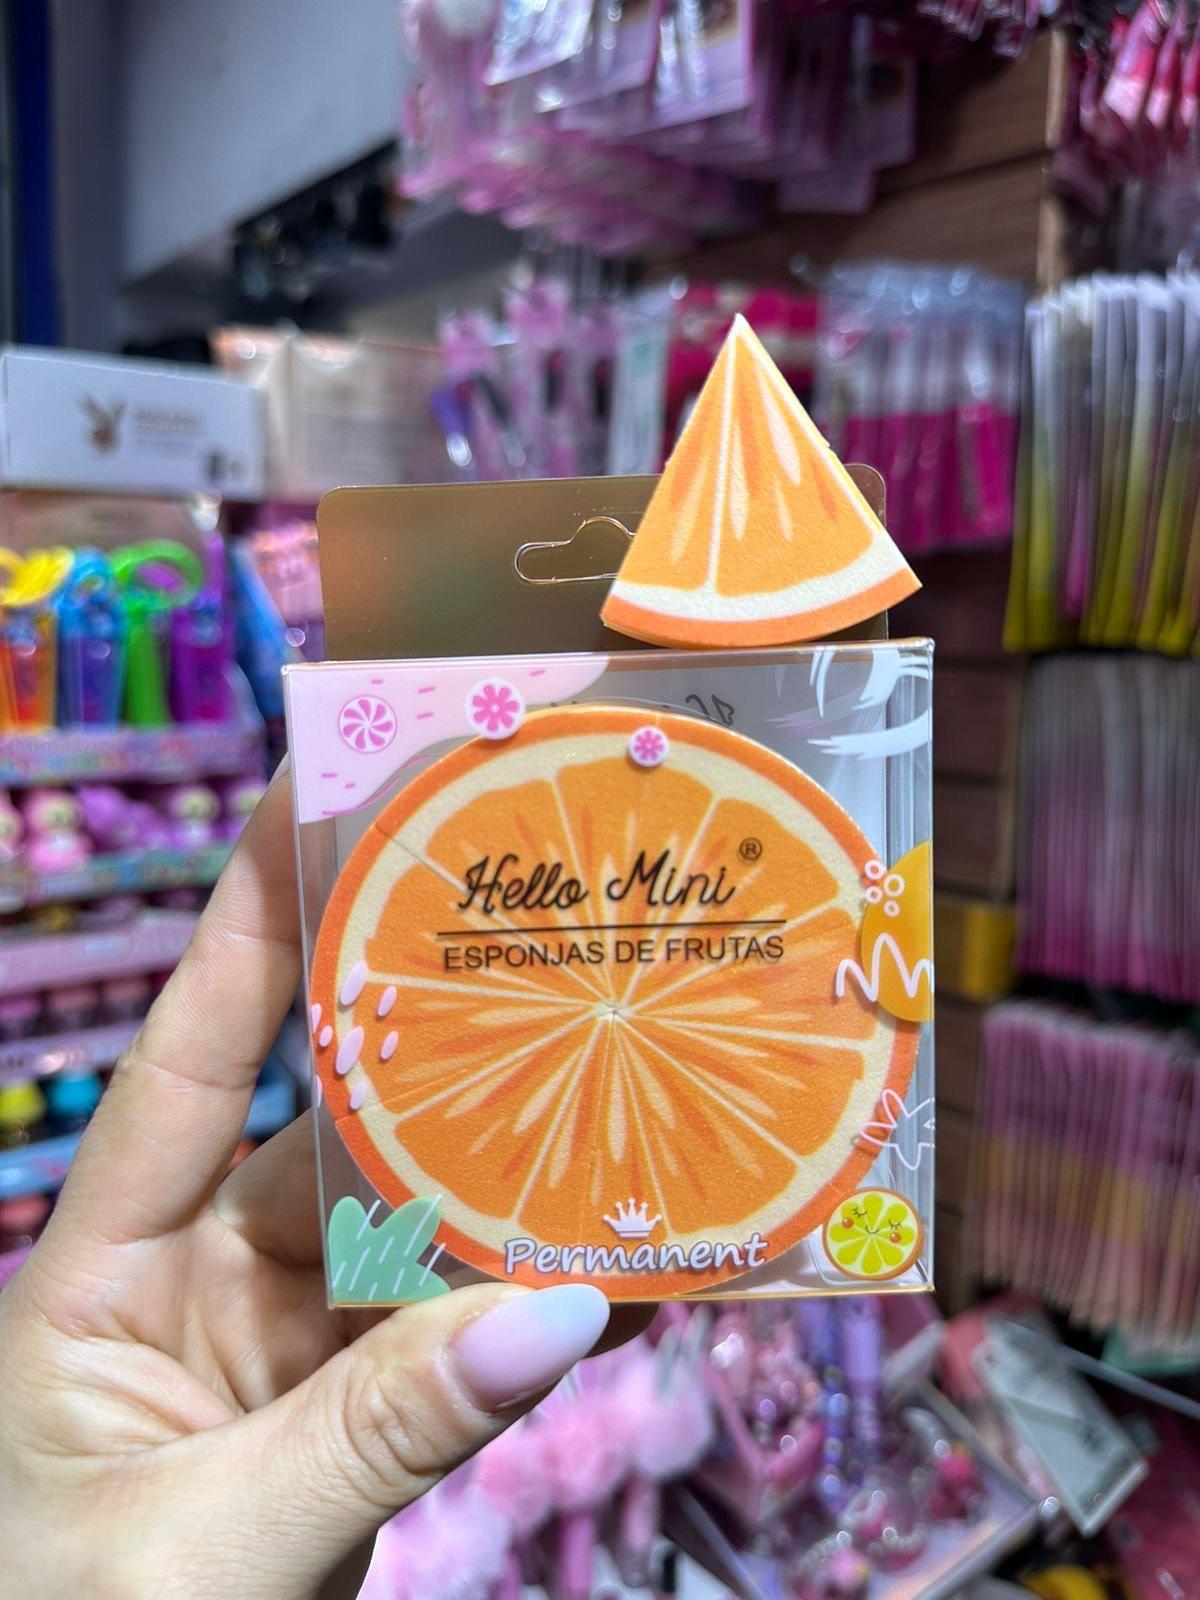 Hello Mini ®
ESPONJAS DE FRUTAS
Permanent